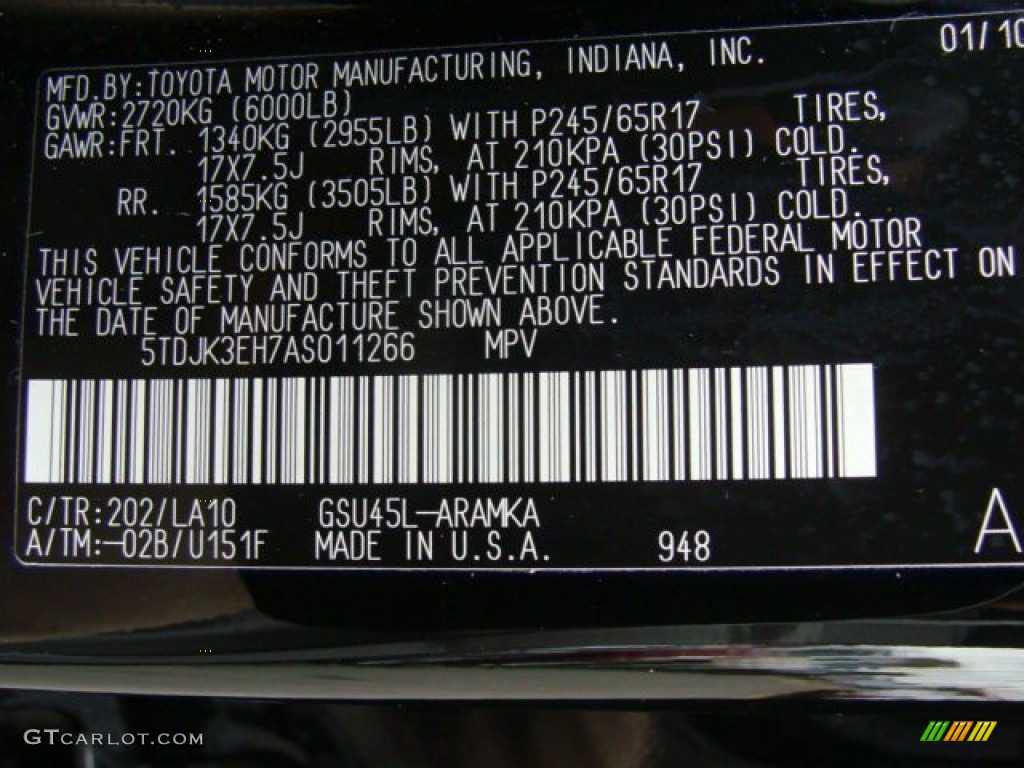 01/10
MFD.BY:TOYOTA MOTOR MANUFACTURING, INDIANA, INC.
GVWR:2720KG (6000LB)
GAWR:FRT. 1340KG (2955LB) WITH P245/65R17 TIRES,
17X7.5J RIMS, AT 210KPA (30PSI) COLD.
RR. 1585KG (3505LB) WITH P245/65R17 TIRES,
17X7.5J RIMS, AT 210KPA (30PSI) COLD.
THIS VEHICLE CONFORMS TO ALL APPLICABLE FEDERAL MOTOR
VEHICLE SAFETY AND THEFT PREVENTION STANDARDS IN EFFECT ON
THE DATE OF MANUFACTURE SHOWN ABOVE.
5TDJK3EH7AS011266 MPV
C/TR:202/LA10 GSU45L-ARAMKA
A/TM:-02B/U151F MADE IN U.S.A. 948 A
GTCARLOT.COM